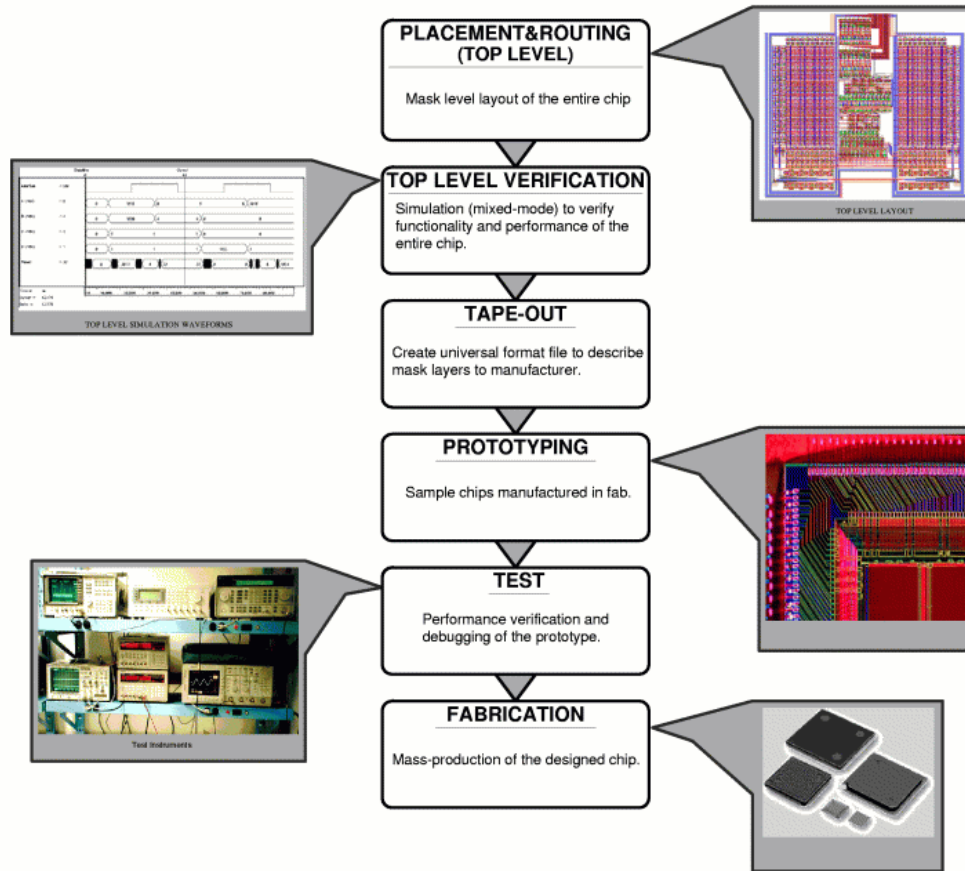 PLACEMENT&ROUTING
(TOP LEVEL)
Mask level layout of the entire chip
TOP LEVEL LAYOUT
TOP LEVEL VERIFICATION
Simulation (mixed-mode) to verify
functionality and performance of the
entire chip.
TOP LEVEL SIMULATION WAVEFORMS
TAPE-OUT
Create universal format file to describe
mask layers to manufacturer.
PROTOTYPING
Sample chips manufactured in fab.
TEST
Performance verification and
debugging of the prototype.
Test Instruments
FABRICATION
Mass-production of the designed chip.